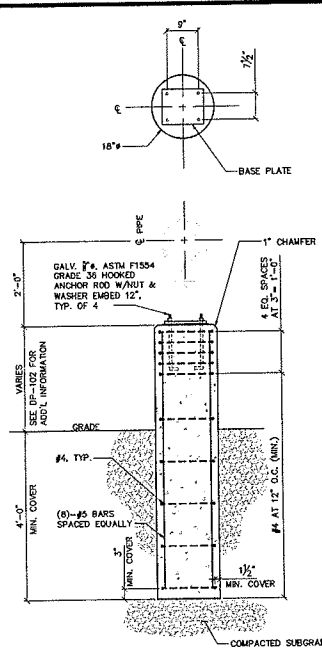 9"
℄
7½"
℄
18"ø
BASE PLATE
℄ PIPE
2'-0"
GALV. ø, ASTM F1554
GRADE 36 HOOKED
ANCHOR ROD W/NUT &
WASHER EMBED 12",
TYP. OF 4
1" CHAMFER
4 EQ. SPACES
AT 3" = 1'-0"
VARIES
SEE DP-102 FOR
ADD'L INFORMATION
GRADE
#4, TYP.
4'-0"
MIN. COVER
(8)-#5 BARS
SPACED EQUALLY
#4 AT 12" O.C. (MIN.)
3"
MIN. COVER
1½"
MIN. COVER
COMPACTED SUBGRA